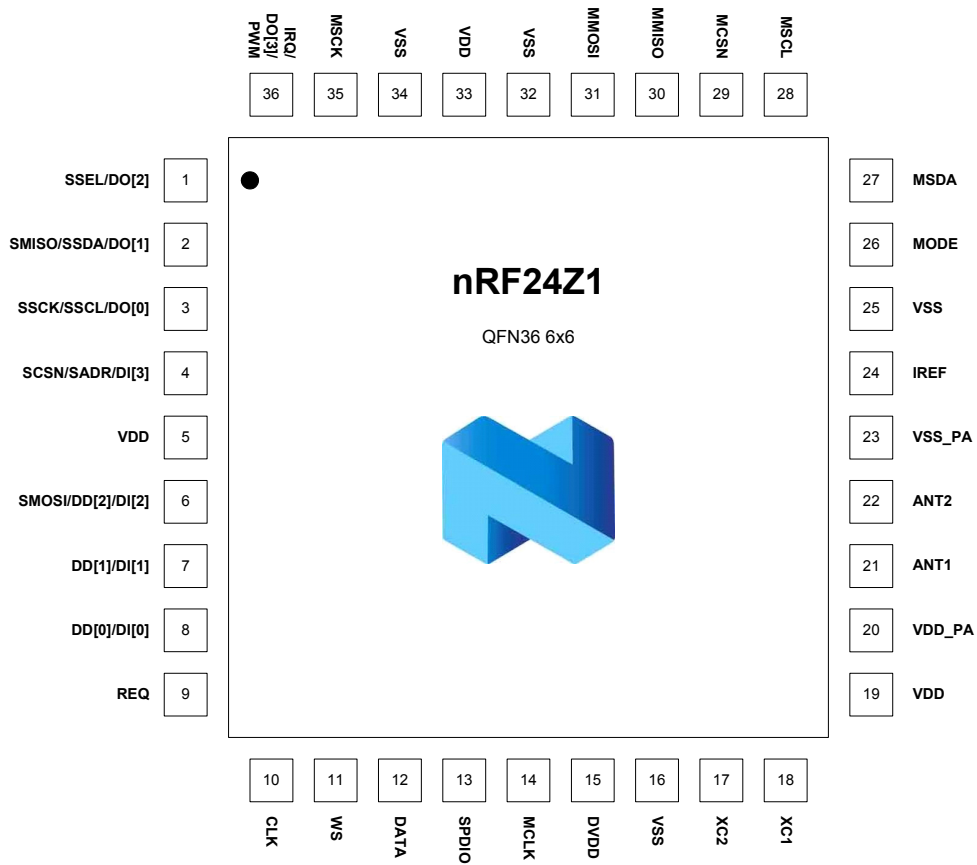 IRQ/
DO[3]/
PWM
MSCK
VSS
VDD
VSS
MMOSI
MMISO
MCSN
MSCL
36
35
34
33
32
31
30
29
28
SSEL/DO[2]
1
27
MSDA
SMISO/SSDA/DO[1]
2
26
MODE
nRF24Z1
SSCK/SSCL/DO[0]
3
25
VSS
QFN36 6x6
SCSN/SADR/DI[3]
4
24
IREF
VDD
5
23
VSS_PA
SMOSI/DD[2]/DI[2]
6
22
ANT2
DD[1]/DI[1]
7
21
ANT1
DD[0]/DI[0]
8
20
VDD_PA
REQ
9
19
VDD
10
11
12
13
14
15
16
17
18
CLK
WS
DATA
SPDIO
MCLK
DVDD
VSS
XC2
XC1